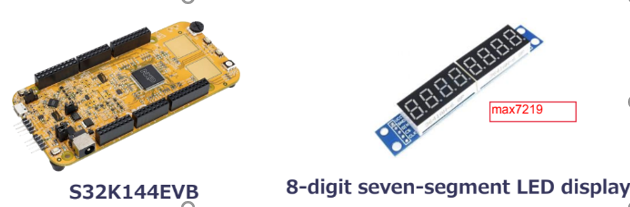 max7219
S32K144EVB
8-digit seven-segment LED display